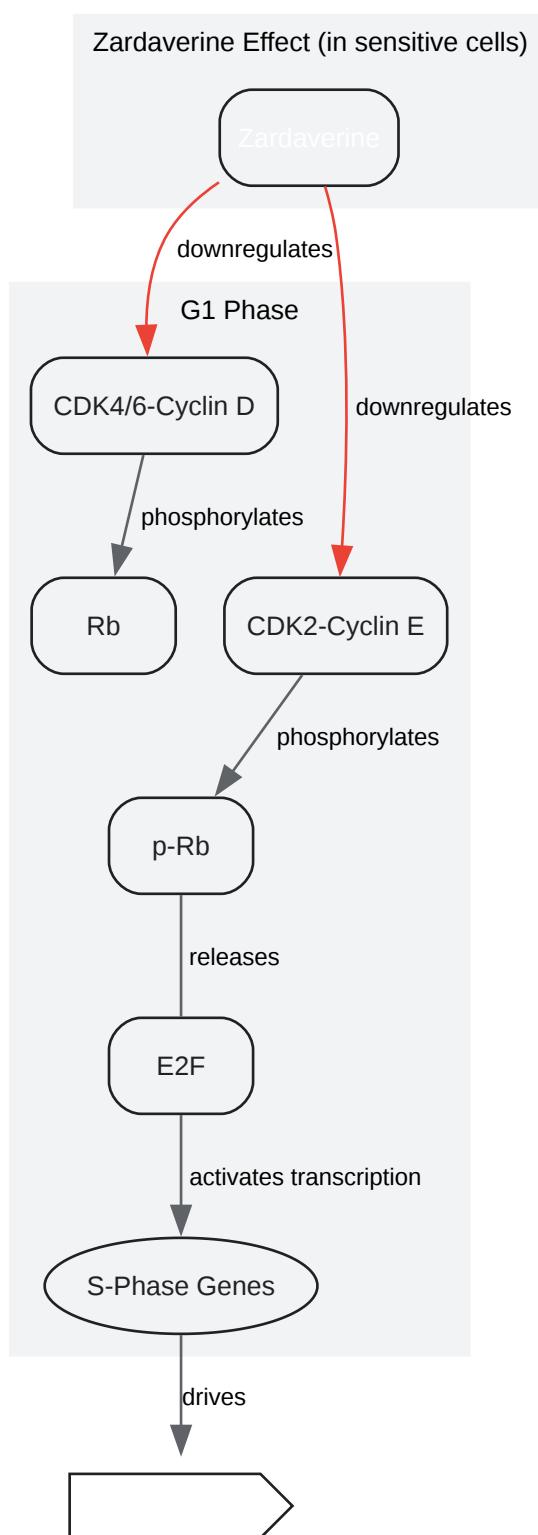 Zardaverine Effect (in sensitive cells)
Zardaverine
downregulates
G1 Phase
CDK4/6-Cyclin D
downregulates
phosphorylates
Rb
CDK2-Cyclin E
phosphorylates
p-Rb
releases
E2F
activates transcription
S-Phase Genes
drives